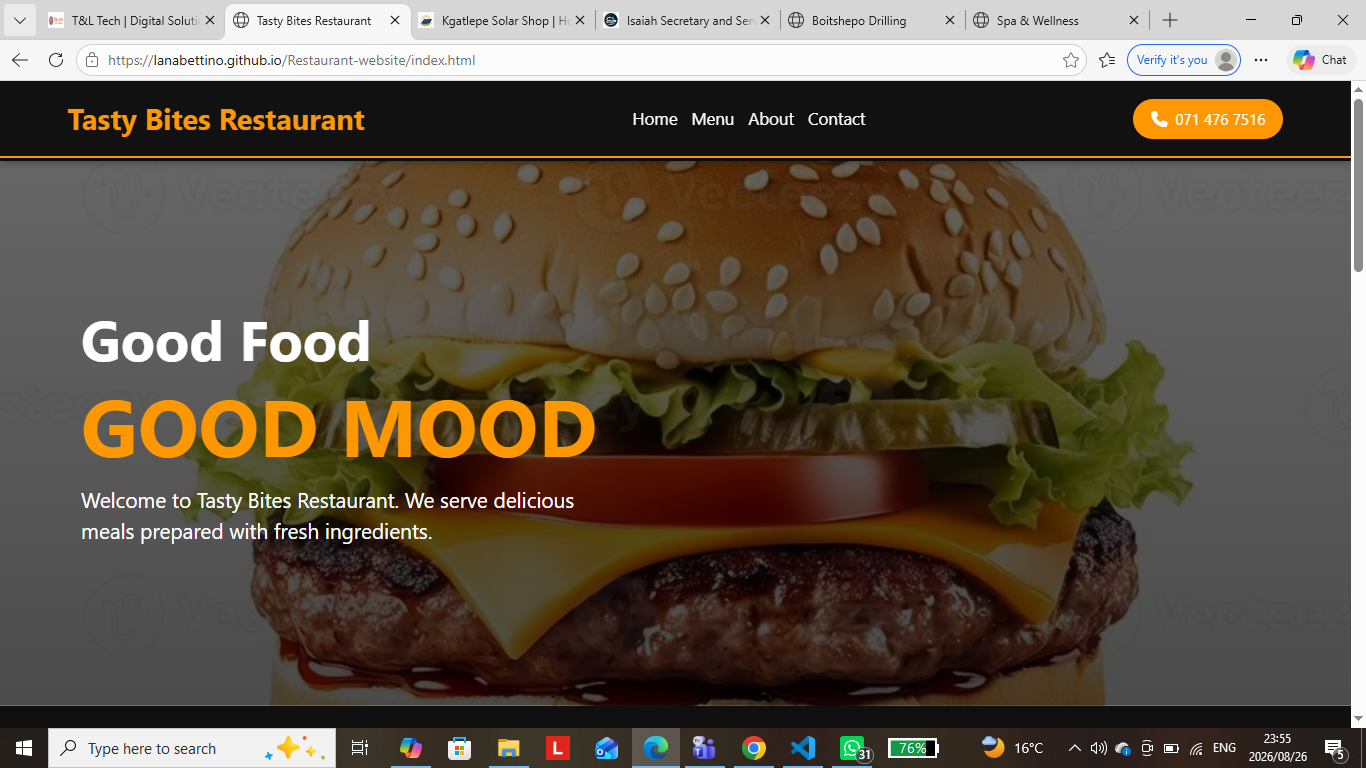 T&L Tech | Digital Soluti
Tasty Bites Restaurant
Kgatlepe Solar Shop | H
Isaiah Secretary and Ser
Boitshepo Drilling
Spa & Wellness
https://lanabettino.github.io/Restaurant-website/index.html
Verify it's you
Chat
Tasty Bites Restaurant
Home Menu About Contact
071 476 7516
Vecteezy
Good Food
GOOD MOOD
Welcome to Tasty Bites Restaurant. We serve delicious
meals prepared with fresh ingredients.
Type here to search
L
31
76%
16°C
ENG
23:55
2026/08/26
5